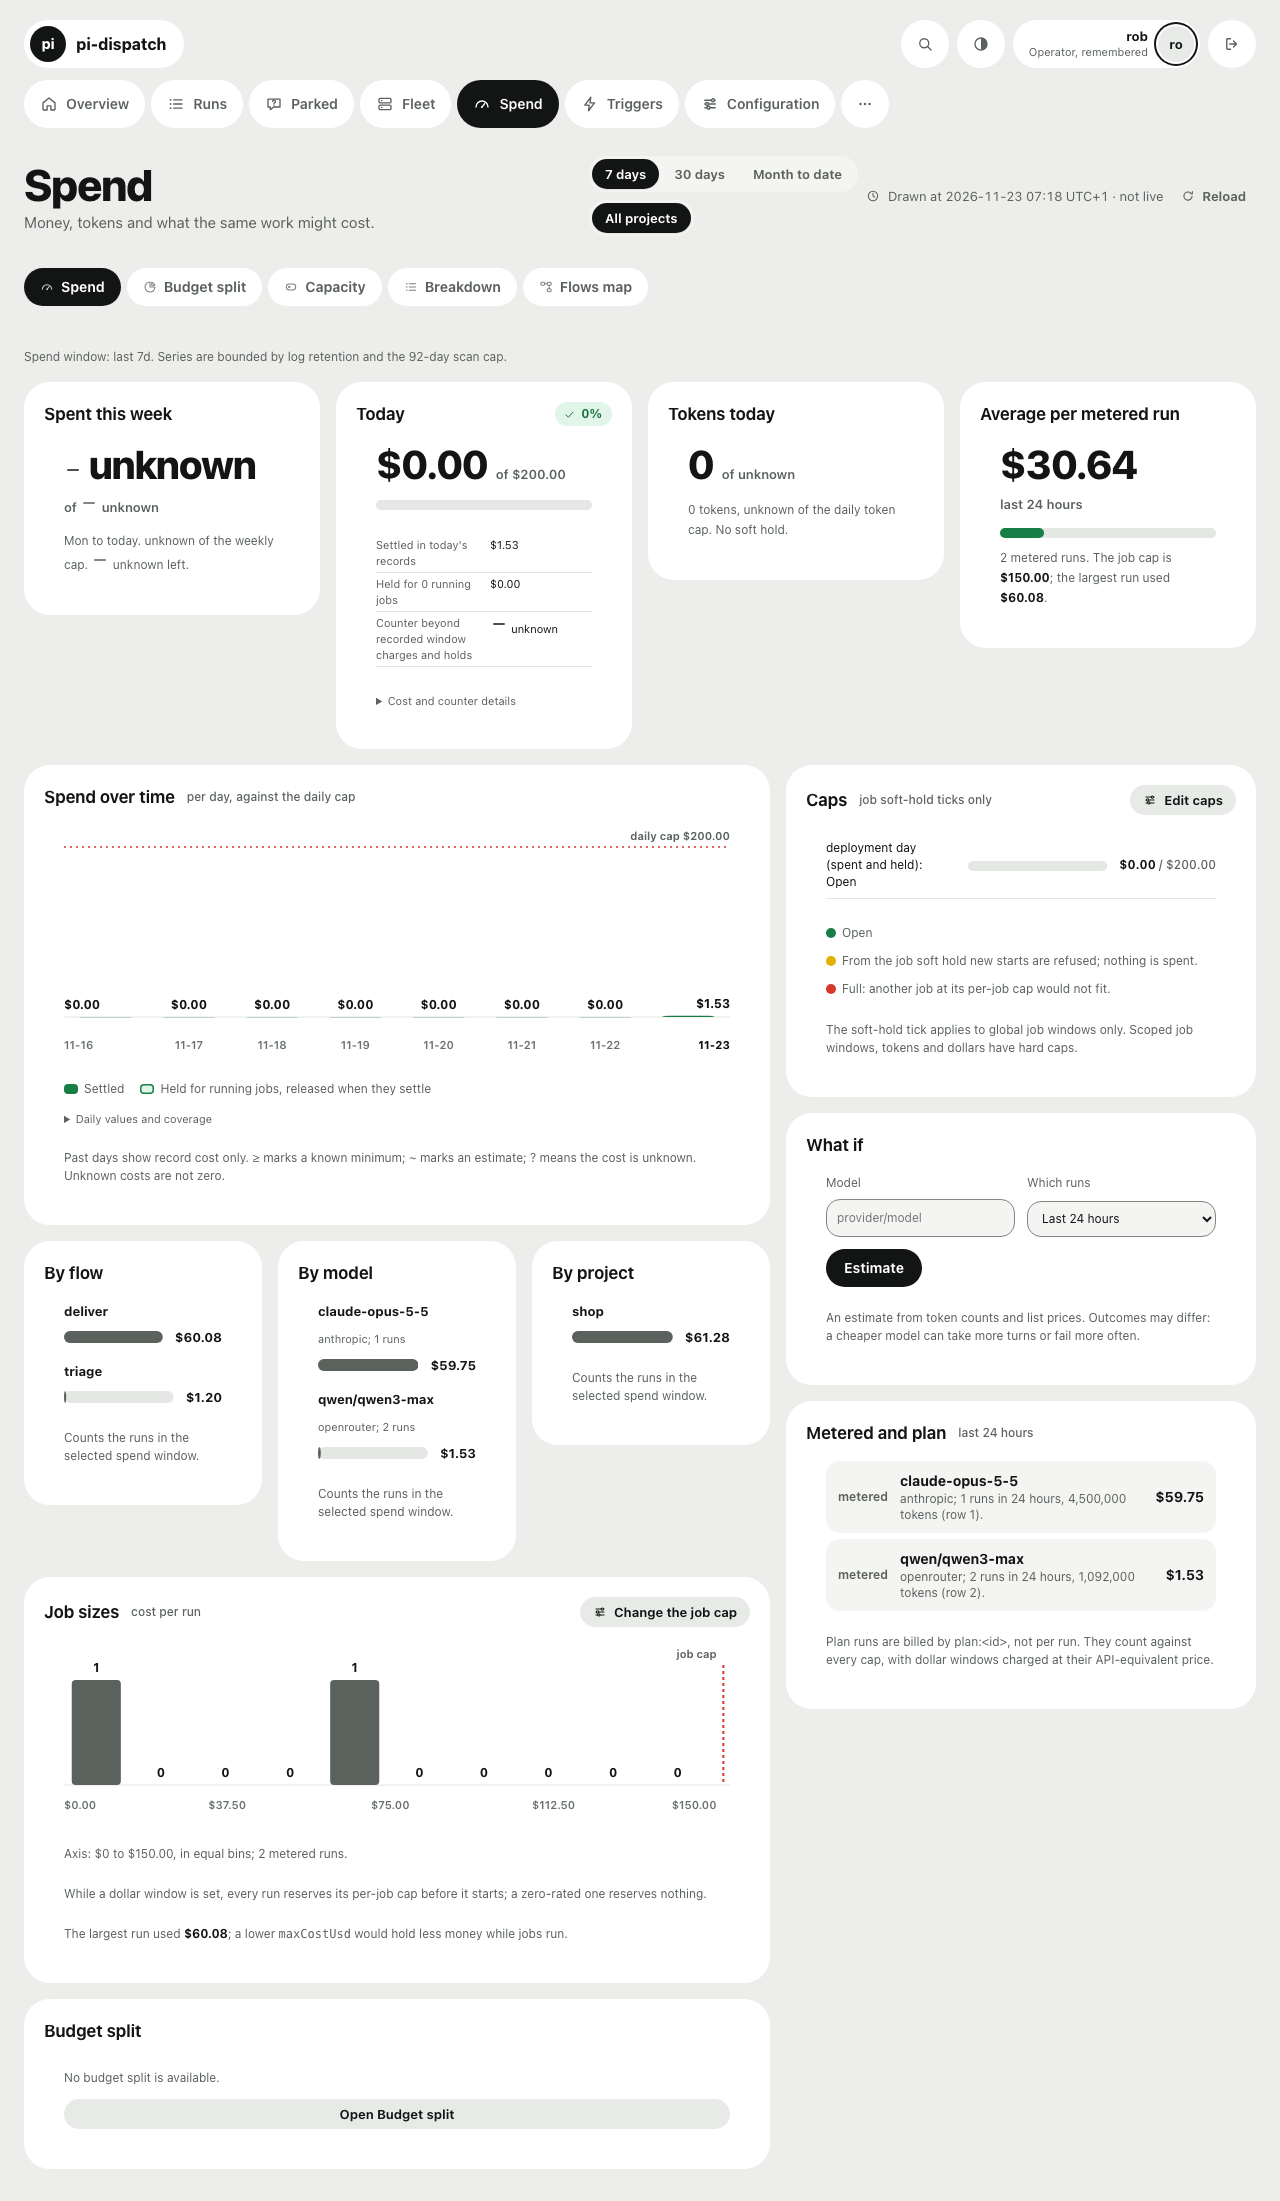 pi pi-dispatch
rob
Operator, remembered
ro
Overview Runs Parked Fleet Spend Triggers Configuration ...
Spend
Money, tokens and what the same work might cost.
7 days 30 days Month to date
All projects
Drawn at 2026-11-23 07:18 UTC+1 · not live Reload
Spend Budget split Capacity Breakdown Flows map
Spend window: last 7d. Series are bounded by log retention and the 92-day scan cap.
Spent this week
— unknown
of — unknown
Mon to today. unknown of the weekly
cap. — unknown left.
Today
0%
$0.00 of $200.00
Settled in today's
records
$1.53
Held for 0 running
jobs
$0.00
Counter beyond
recorded window
charges and holds
— unknown
Cost and counter details
Tokens today
0 of unknown
0 tokens, unknown of the daily token
cap. No soft hold.
Average per metered run
$30.64
last 24 hours
2 metered runs. The job cap is
$150.00; the largest run used
$60.08.
Spend over time per day, against the daily cap
daily cap $200.00
$0.00 $0.00 $0.00 $0.00 $0.00 $0.00 $0.00 $1.53
11-16 11-17 11-18 11-19 11-20 11-21 11-22 11-23
Settled Held for running jobs, released when they settle
Daily values and coverage
Past days show record cost only. ≥ marks a known minimum; ~ marks an estimate; ? means the cost is unknown.
Unknown costs are not zero.
Caps job soft-hold ticks only
Edit caps
deployment day
(spent and held):
Open
$0.00 / $200.00
Open
From the job soft hold new starts are refused; nothing is spent.
Full: another job at its per-job cap would not fit.
The soft-hold tick applies to global job windows only. Scoped job
windows, tokens and dollars have hard caps.
What if
Model Which runs
provider/model Last 24 hours
Estimate
An estimate from token counts and list prices. Outcomes may differ:
a cheaper model can take more turns or fail more often.
By flow
deliver
$60.08
triage
$1.20
Counts the runs in the
selected spend window.
By model
claude-opus-5-5
anthropic; 1 runs
$59.75
qwen/qwen3-max
openrouter; 2 runs
$1.53
Counts the runs in the
selected spend window.
By project
shop
$61.28
Counts the runs in the
selected spend window.
Metered and plan last 24 hours
metered
claude-opus-5-5
anthropic; 1 runs in 24 hours, 4,500,000
tokens (row 1).
$59.75
metered
qwen/qwen3-max
openrouter; 2 runs in 24 hours, 1,092,000
tokens (row 2).
$1.53
Plan runs are billed by plan:<id>, not per run. They count against
every cap, with dollar windows charged at their API-equivalent price.
Job sizes cost per run
Change the job cap
job cap
1 0 0 0 1 0 0 0 0 0
$0.00 $37.50 $75.00 $112.50 $150.00
Axis: $0 to $150.00, in equal bins; 2 metered runs.
While a dollar window is set, every run reserves its per-job cap before it starts; a zero-rated one reserves nothing.
The largest run used $60.08; a lower maxCostUsd would hold less money while jobs run.
Budget split
No budget split is available.
Open Budget split